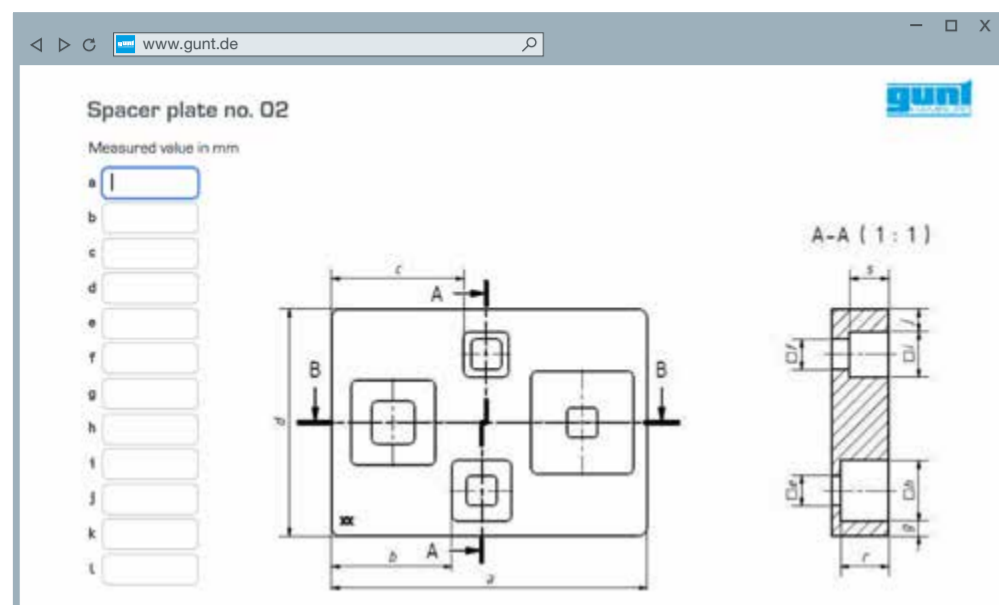 www.gunt.de
X
gunt
Spacer plate no. 02
Measured value in mm
a
b
c
d
e
f
g
h
i
j
k
l
c
A
B
B
d
xx
A
b
a
A-A ( 1 : 1 )
s
j
□f
□i
□e
□h
g
r